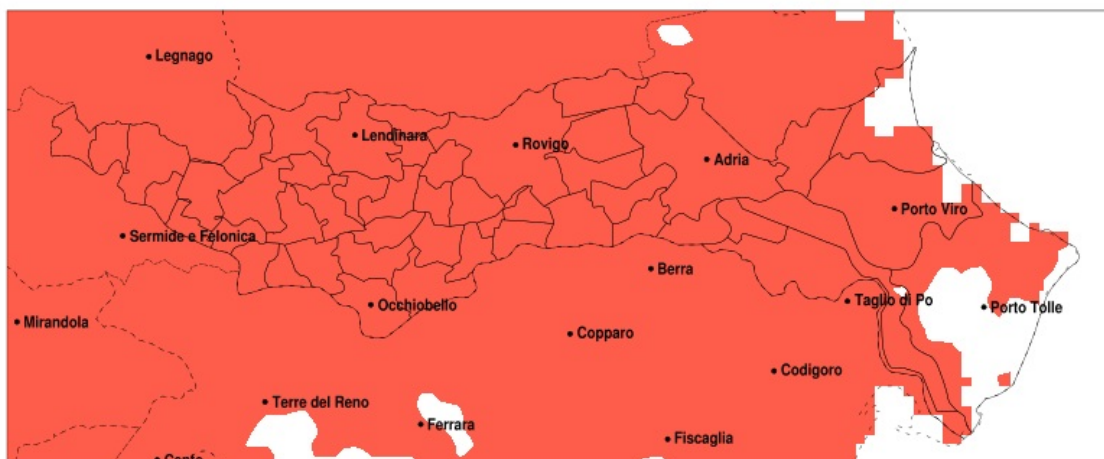 Legnago
Lendinara
Rovigo
Adria
Porto Viro
Sermide e Felonica
Berra
Taglio di Po
Porto Tolle
Occhiobello
Mirandola
Copparo
Codigoro
Terre del Reno
Ferrara
Fiscaglia